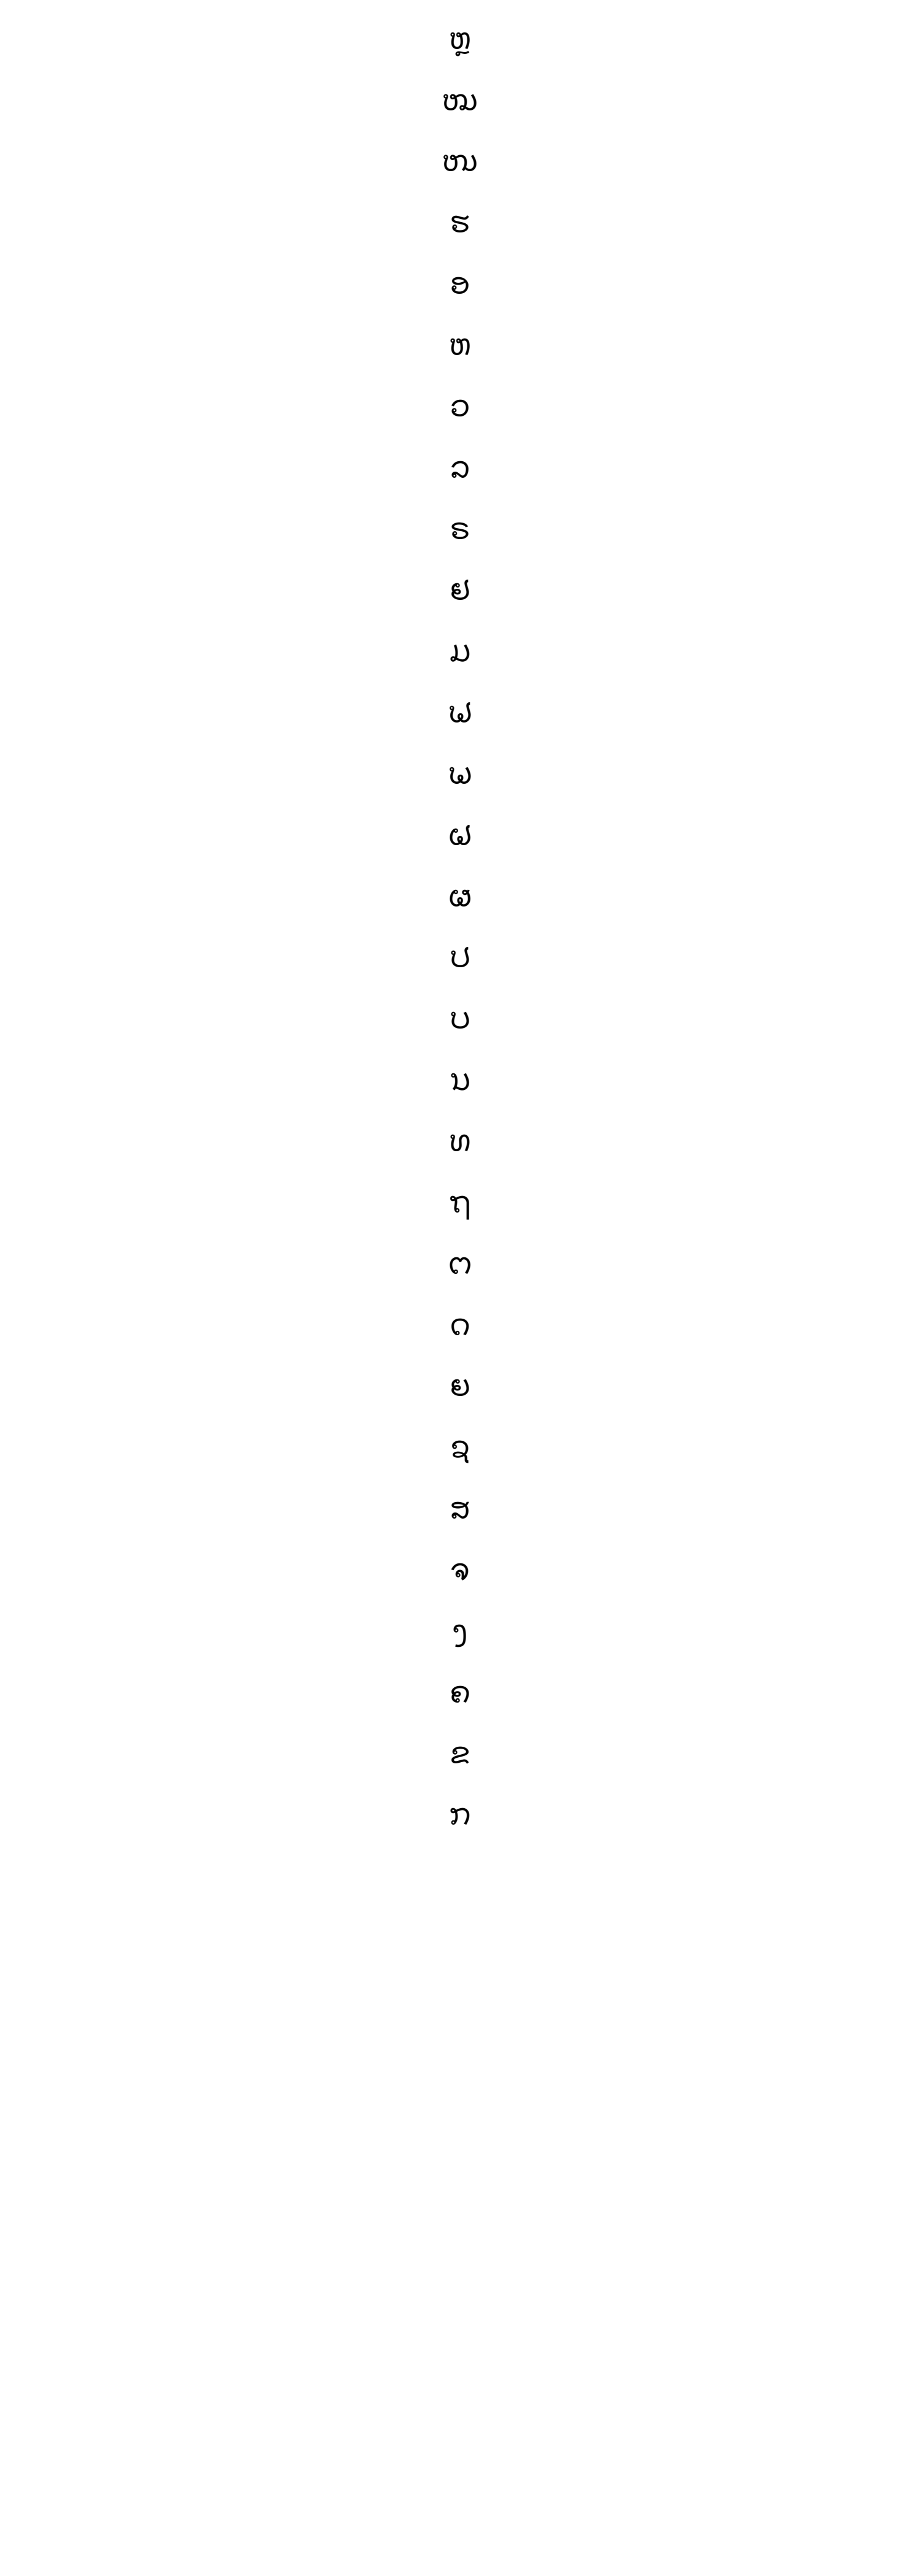 ຫຼ
ໝ
ໜ
ຮ
ອ
ຫ
ວ
ລ
ຣ
ຢ
ມ
ຟ
ພ
ຝ
ຜ
ປ
ບ
ນ
ທ
ຖ
ຕ
ດ
ຍ
ຊ
ສ
ຈ
ງ
ຄ
ຂ
ກ